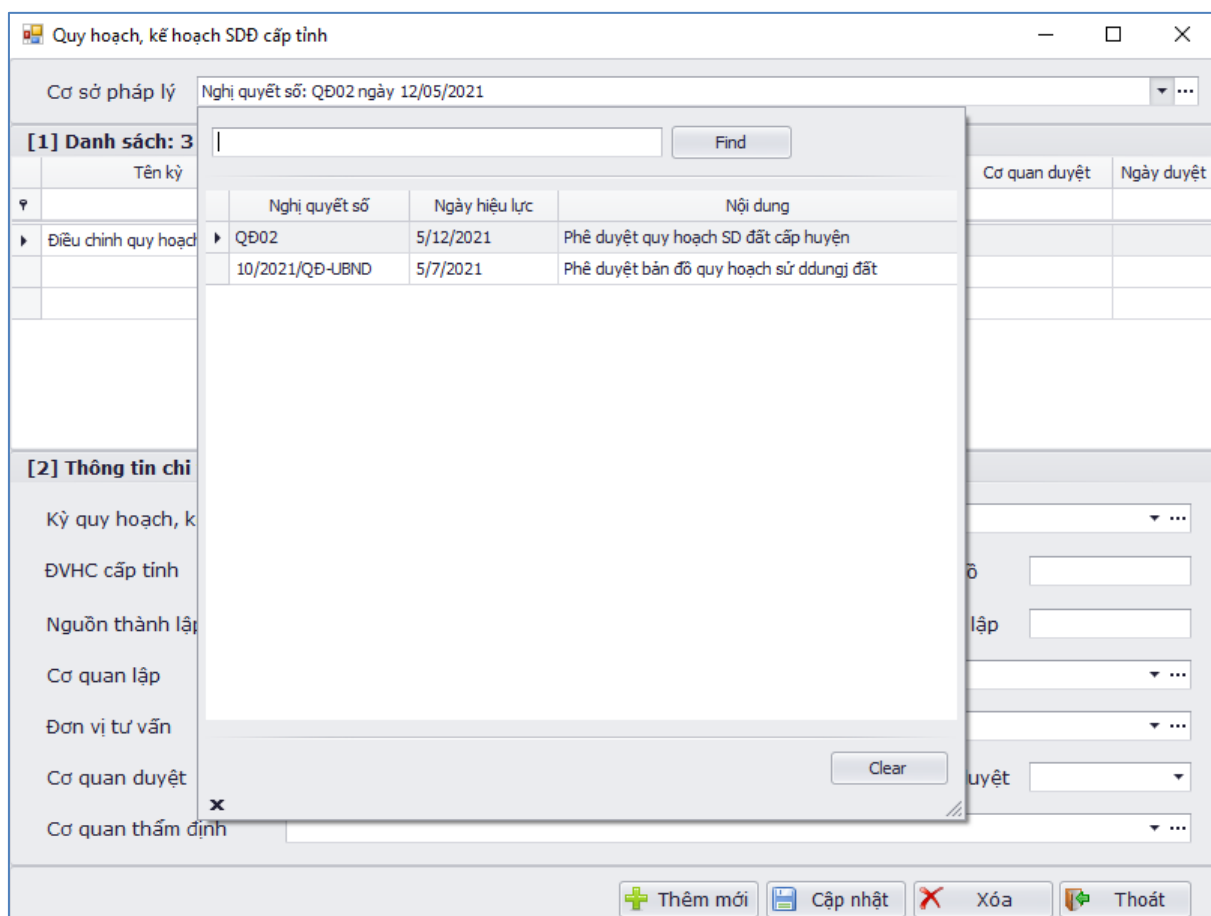 Quy hoạch, kế hoạch SDĐ cấp tỉnh
Cơ sở pháp lý Nghị quyết số: QĐ02 ngày 12/05/2021
[1] Danh sách: 3
Find
Tên kỳ Cơ quan duyệt Ngày duyệt
Nghị quyết số Ngày hiệu lực Nội dung
Điều chỉnh quy hoạch QĐ02 5/12/2021 Phê duyệt quy hoạch SD đất cấp huyện
10/2021/QĐ-UBND 5/7/2021 Phê duyệt bản đồ quy hoạch sử ddungj đất
[2] Thông tin chi
Kỳ quy hoạch, k
ĐVHC cấp tỉnh ồ
Nguồn thành lập lập
Cơ quan lập
Đơn vị tư vấn
Clear
Cơ quan duyệt uyệt
Cơ quan thẩm định
Thêm mới Cập nhật Xóa Thoát